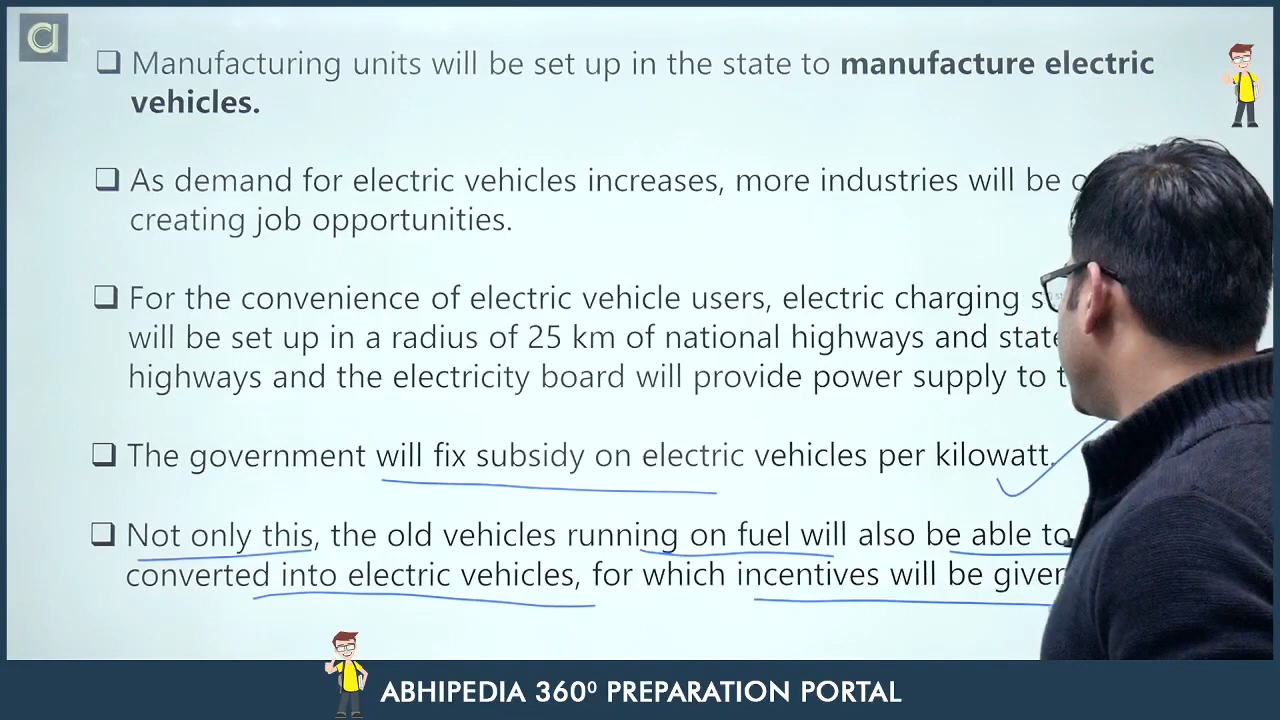 Manufacturing units will be set up in the state to manufacture electric
vehicles.
As demand for electric vehicles increases, more industries will be
creating job opportunities.
For the convenience of electric vehicle users, electric charging
will be set up in a radius of 25 km of national highways and state
highways and the electricity board will provide power supply to
The government will fix subsidy on electric vehicles per kilowatt.
Not only this, the old vehicles running on fuel will also be able to
converted into electric vehicles, for which incentives will be given
ABHIPEDIA 360⁰ PREPARATION PORTAL